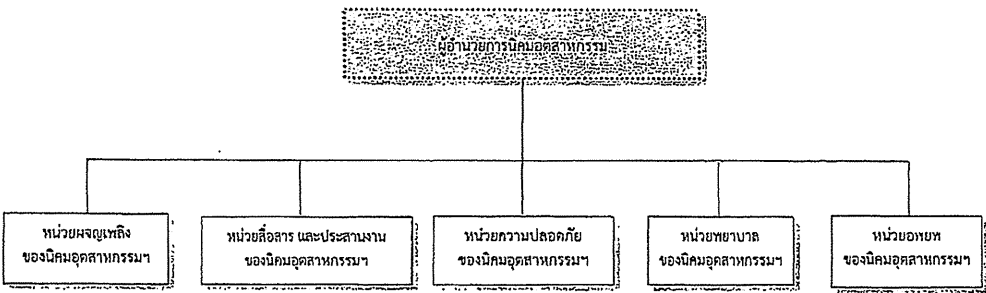 ผู้อำนวยการนิคมอุตสาหกรรม
หน่วยผจญเพลิง
ของนิคมอุตสาหกรรมฯ
หน่วยสื่อสาร และประสานงาน
ของนิคมอุตสาหกรรมฯ
หน่วยความปลอดภัย
ของนิคมอุตสาหกรรมฯ
หน่วยพยาบาล
ของนิคมอุตสาหกรรมฯ
หน่วยอพยพ
ของนิคมอุตสาหกรรมฯ